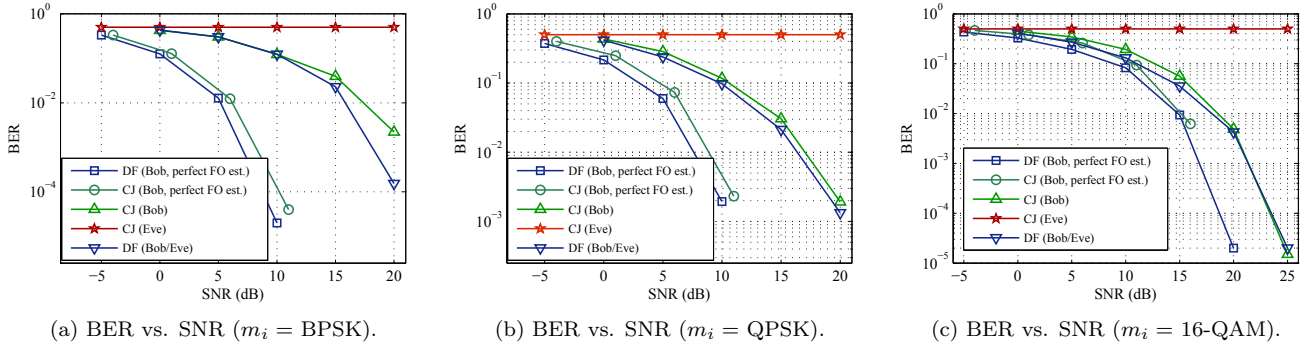 10^0
10^-2
10^-4
BER
DF (Bob, perfect FO est.)
CJ (Bob, perfect FO est.)
CJ (Bob)
CJ (Eve)
DF (Bob/Eve)
−5 0 5 10 15 20
SNR (dB)
(a) BER vs. SNR (m_i = BPSK).
10^0
10^-1
10^-2
10^-3
BER
DF (Bob, perfect FO est.)
CJ (Bob, perfect FO est.)
CJ (Bob)
CJ (Eve)
DF (Bob/Eve)
−5 0 5 10 15 20
SNR (dB)
(b) BER vs. SNR (m_i = QPSK).
10^0
10^-1
10^-2
10^-3
10^-4
10^-5
BER
DF (Bob, perfect FO est.)
CJ (Bob, perfect FO est.)
CJ (Bob)
CJ (Eve)
DF (Bob/Eve)
−5 0 5 10 15 20 25
SNR (dB)
(c) BER vs. SNR (m_i = 16-QAM).